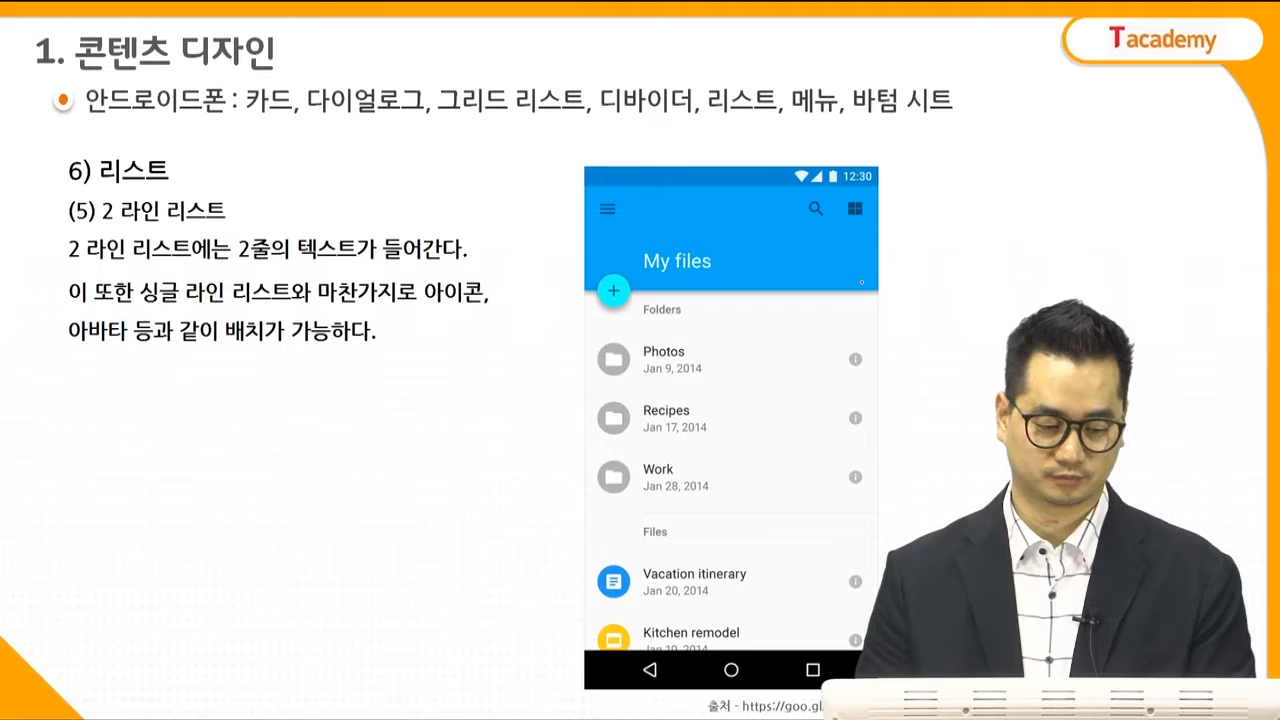 1. 콘텐츠 디자인
Tacademy
안드로이드폰 : 카드, 다이얼로그, 그리드 리스트, 디바이더, 리스트, 메뉴, 바텀 시트
6) 리스트
(5) 2 라인 리스트
2 라인 리스트에는 2줄의 텍스트가 들어간다.
이 또한 싱글 라인 리스트와 마찬가지로 아이콘,
아바타 등과 같이 배치가 가능하다.
12:30
My files
Folders
Photos
Jan 9, 2014
Recipes
Jan 17, 2014
Work
Jan 28, 2014
Files
Vacation itinerary
Jan 20, 2014
Kitchen remodel
Jan 10, 2014
출처 - https://goo.gl